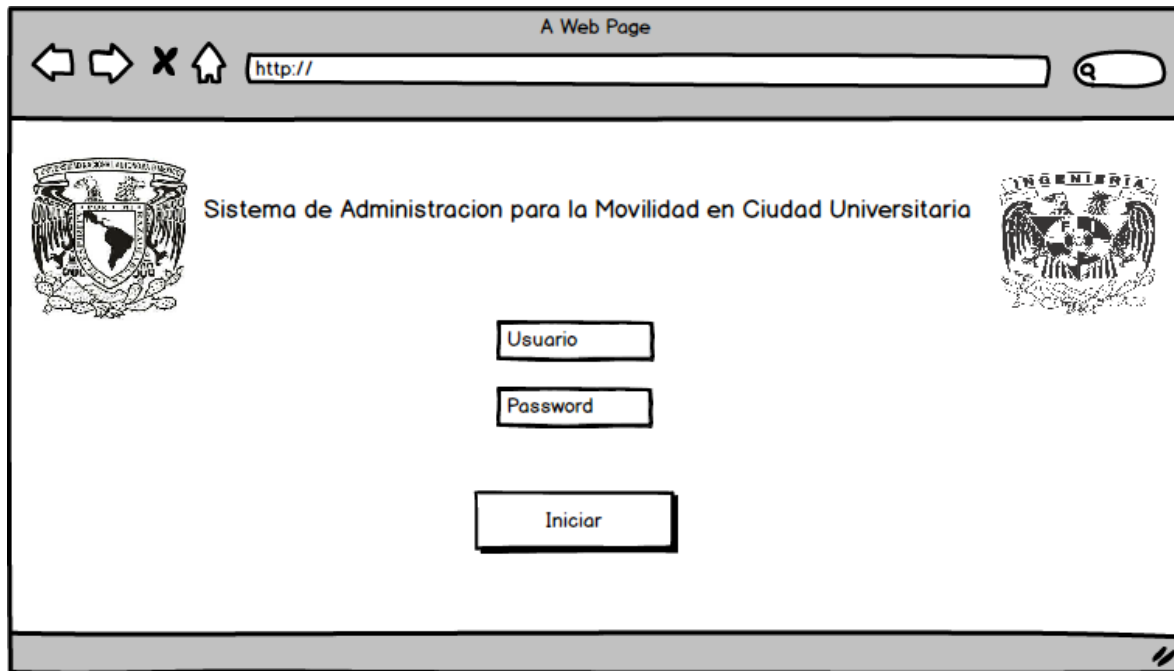 A Web Page
http://
INGENIERIA
Sistema de Administracion para la Movilidad en Ciudad Universitaria
Usuario
Password
Iniciar